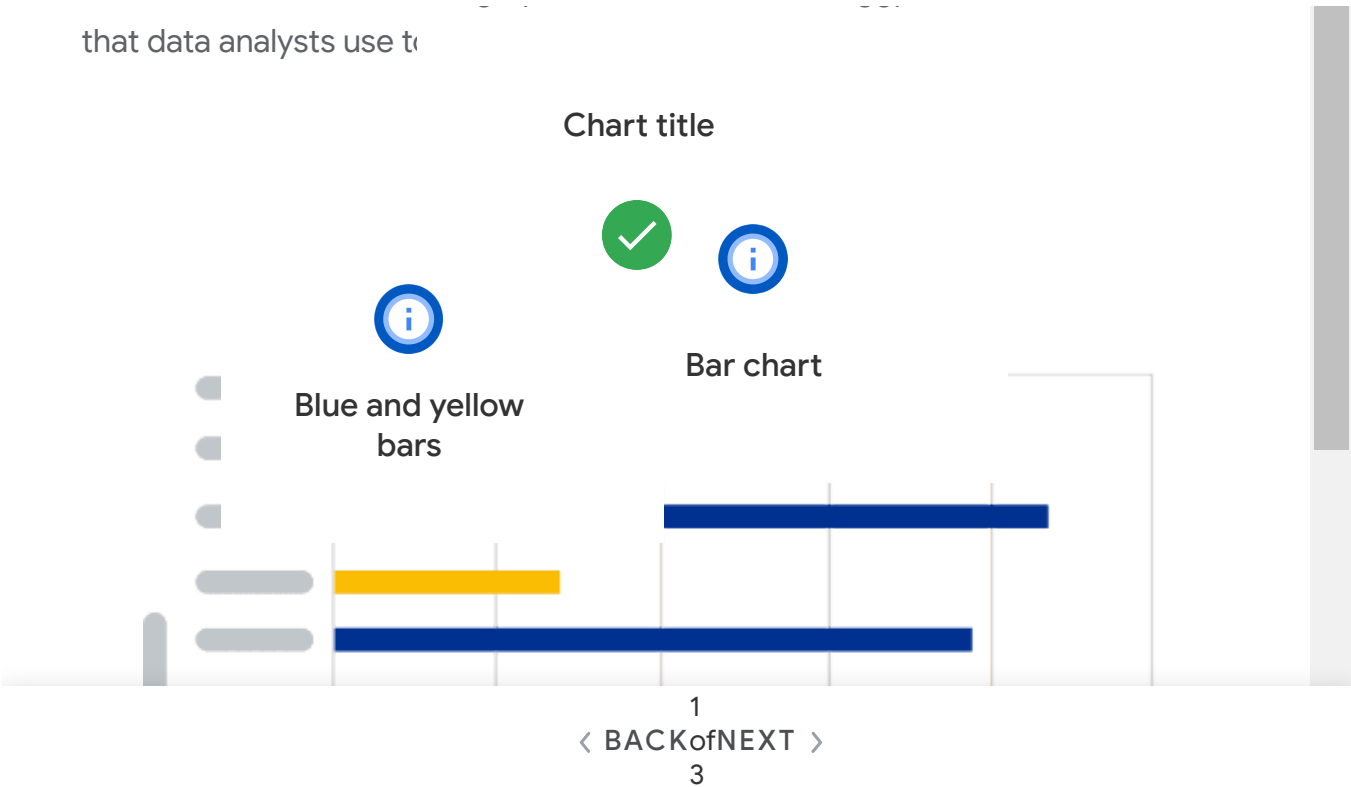 that data analysts use
Chart title
Bar chart
Blue and yellow
bars
1
BACKofNEXT
3